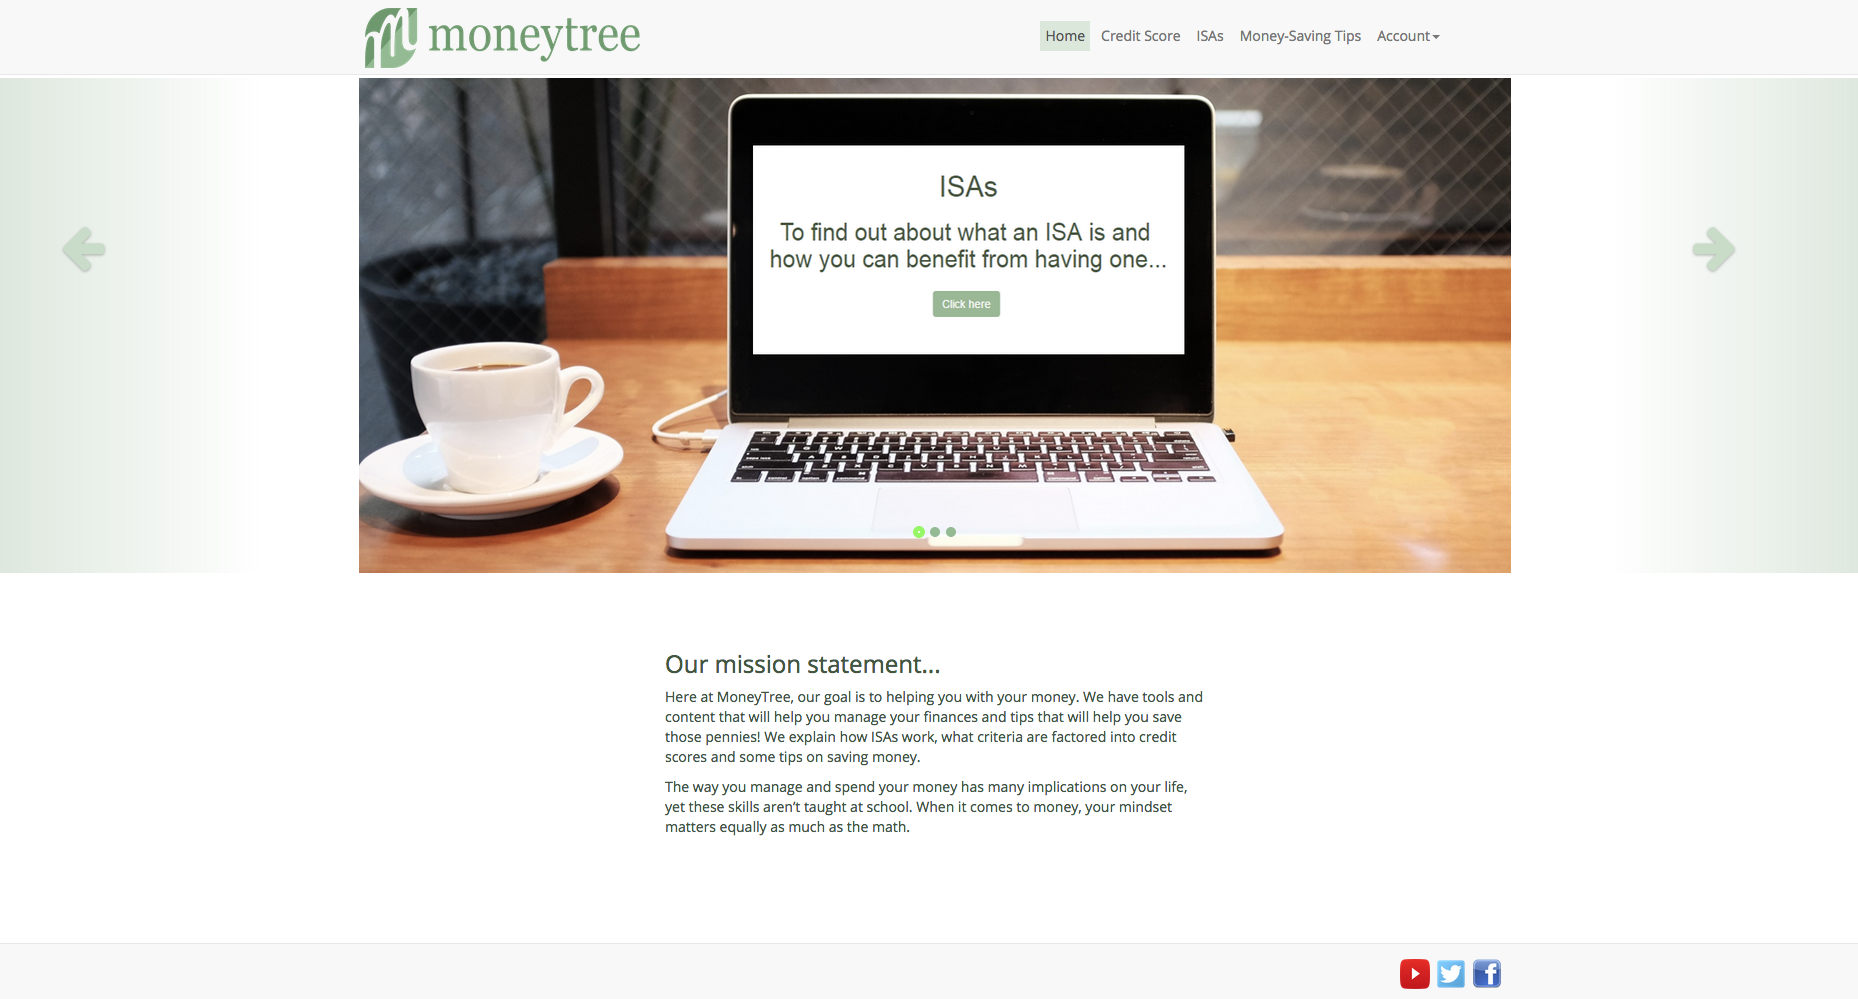 moneytree
Home Credit Score ISAs Money-Saving Tips Account
ISAs
To find out about what an ISA is and
how you can benefit from having one...
Click here
Our mission statement...
Here at MoneyTree, our goal is to helping you with your money. We have tools and
content that will help you manage your finances and tips that will help you save
those pennies! We explain how ISAs work, what criteria are factored into credit
scores and some tips on saving money.
The way you manage and spend your money has many implications on your life,
yet these skills aren’t taught at school. When it comes to money, your mindset
matters equally as much as the math.